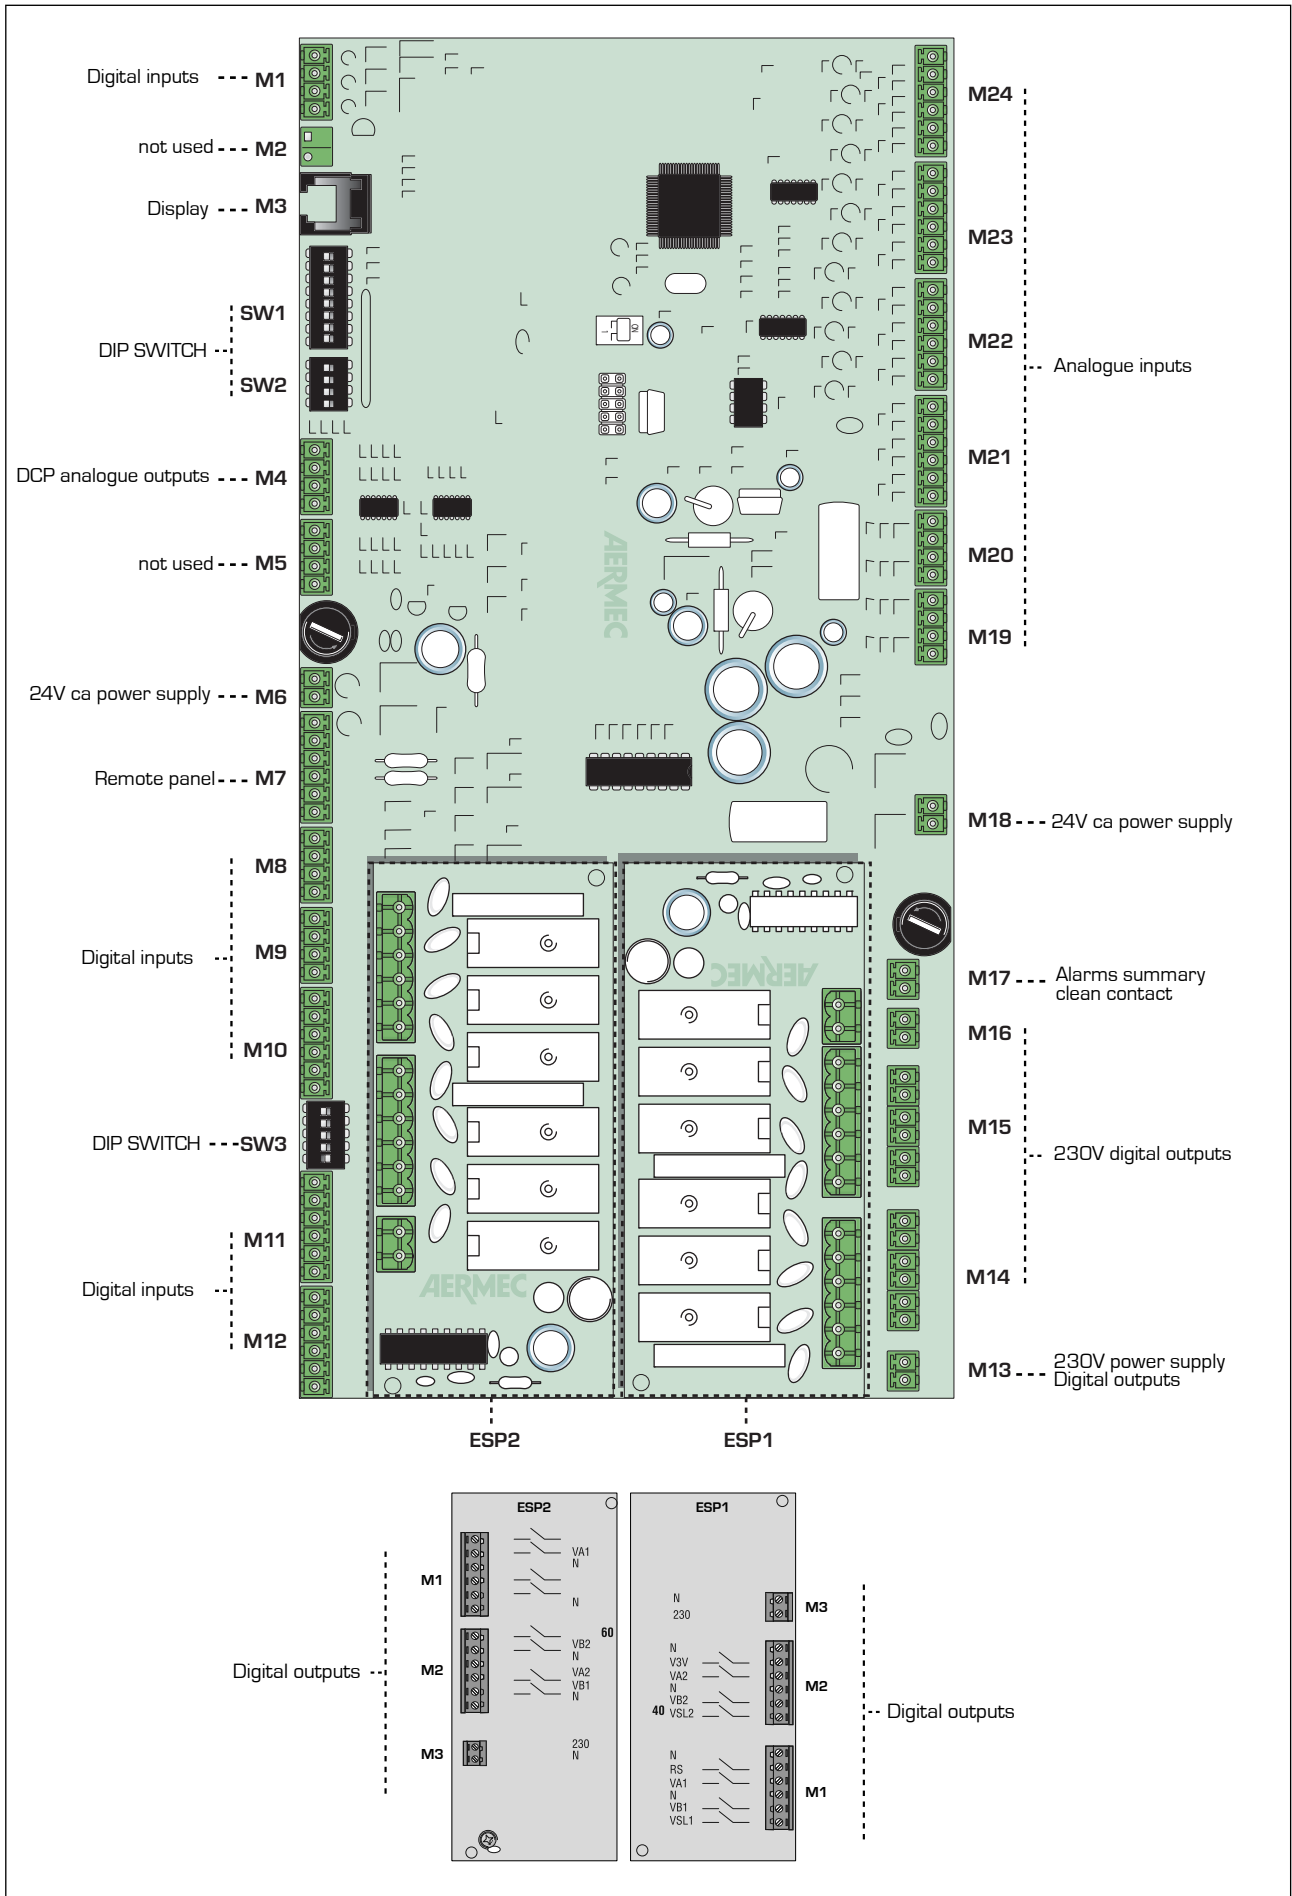 Digital inputs
M1
not used
M2
Display
M3
SW1
DIP SWITCH
SW2
DCP analogue outputs
M4
not used
M5
24V ca power supply
M6
Remote panel
M7
M8
Digital inputs
M9
M10
DIP SWITCH
SW3
M11
Digital inputs
M12
ON
1
AERMEC
AERMEC
AERMEC
M24
M23
M22
Analogue inputs
M21
M20
M19
M18
24V ca power supply
M17
Alarms summary
clean contact
M16
M15
230V digital outputs
M14
M13
230V power supply
Digital outputs
ESP2
ESP1
ESP2
M1
VA1
N
N
60
Digital outputs
M2
VB2
N
VA2
VB1
N
M3
230
N
ESP1
N
230
M3
N
V3V
VA2
N
VB2
40 VSL2
M2
Digital outputs
N
RS
VA1
N
VB1
VSL1
M1